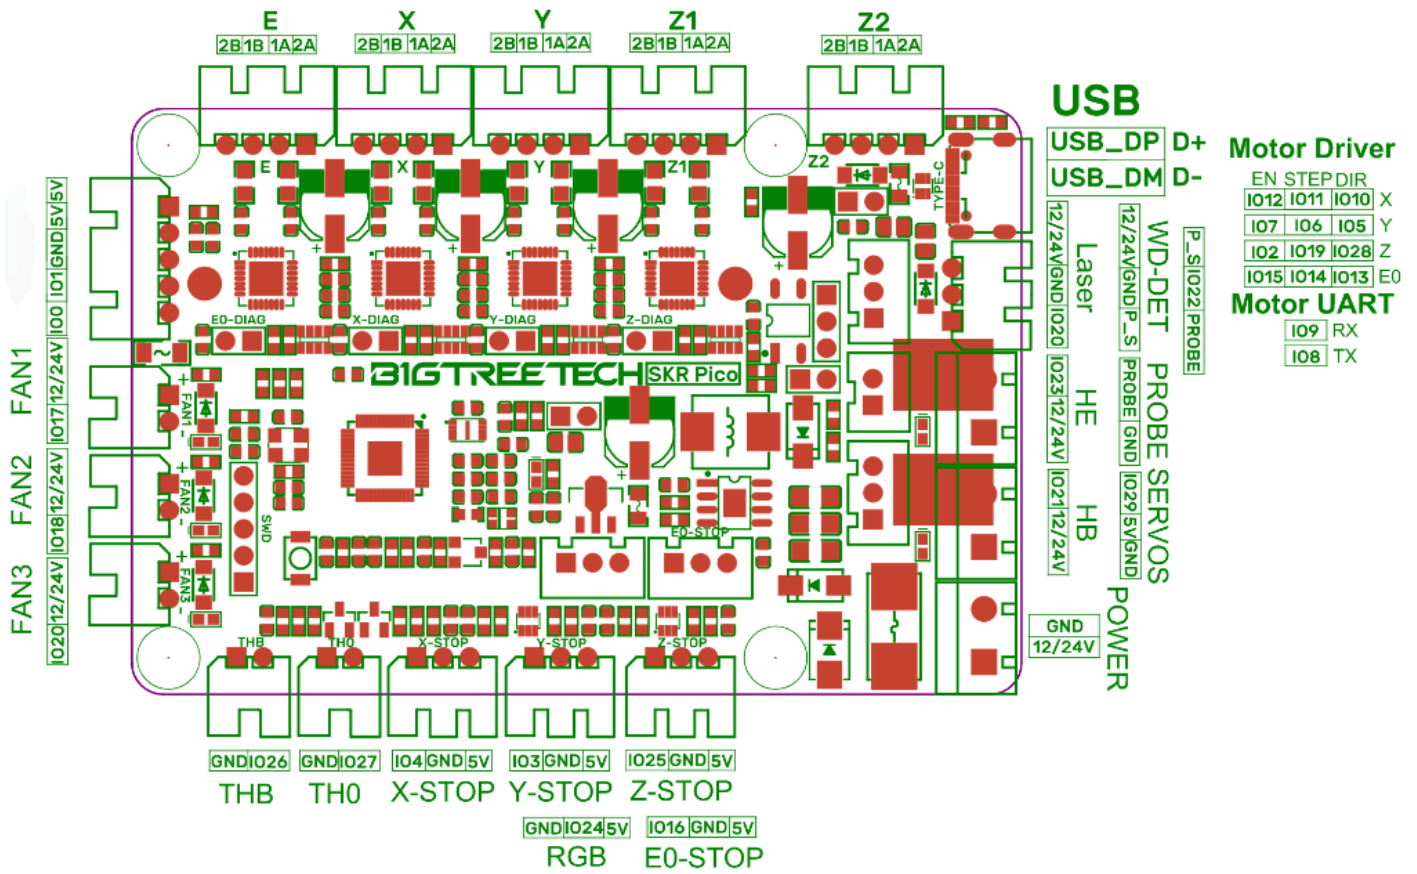 E X Y Z1 Z2
2B 1B 1A 2A 2B 1B 1A 2A 2B 1B 1A 2A 2B 1B 1A 2A 2B 1B 1A 2A
USB
USB_DP D+
USB_DM D-
Motor Driver
EN STEP DIR
IO12 IO11 IO10 X
IO7 IO6 IO5 Y
IO2 IO19 IO28 Z
IO15 IO14 IO13 E0
Motor UART
IO9 RX
IO8 TX
E X Y Z1 Z2
TYPE-C
IO0 IO1 GND 5V 5V
12/24V GND IO20
Laser
12/24V GND P_S
WD-DET
P_S IO22 PROBE
E0-DIAG X-DIAG Y-DIAG Z-DIAG
BIGTREETECH SKR Pico
FAN1
IO17 12/24V
FAN1
+
-
IO23 12/24V
HE
PROBE GND
PROBE
FAN2
IO18 12/24V
FAN2
+
-
SWD
IO21 12/24V
HB
IO29 5V GND
SERVOS
E0-STOP
FAN3
IO20 12/24V
FAN3
+
-
POWER
GND
12/24V
THB TH0 X-STOP Y-STOP Z-STOP
GND IO26 GND IO27 IO4 GND 5V IO3 GND 5V IO25 GND 5V
THB TH0 X-STOP Y-STOP Z-STOP
GND IO24 5V IO16 GND 5V
RGB E0-STOP